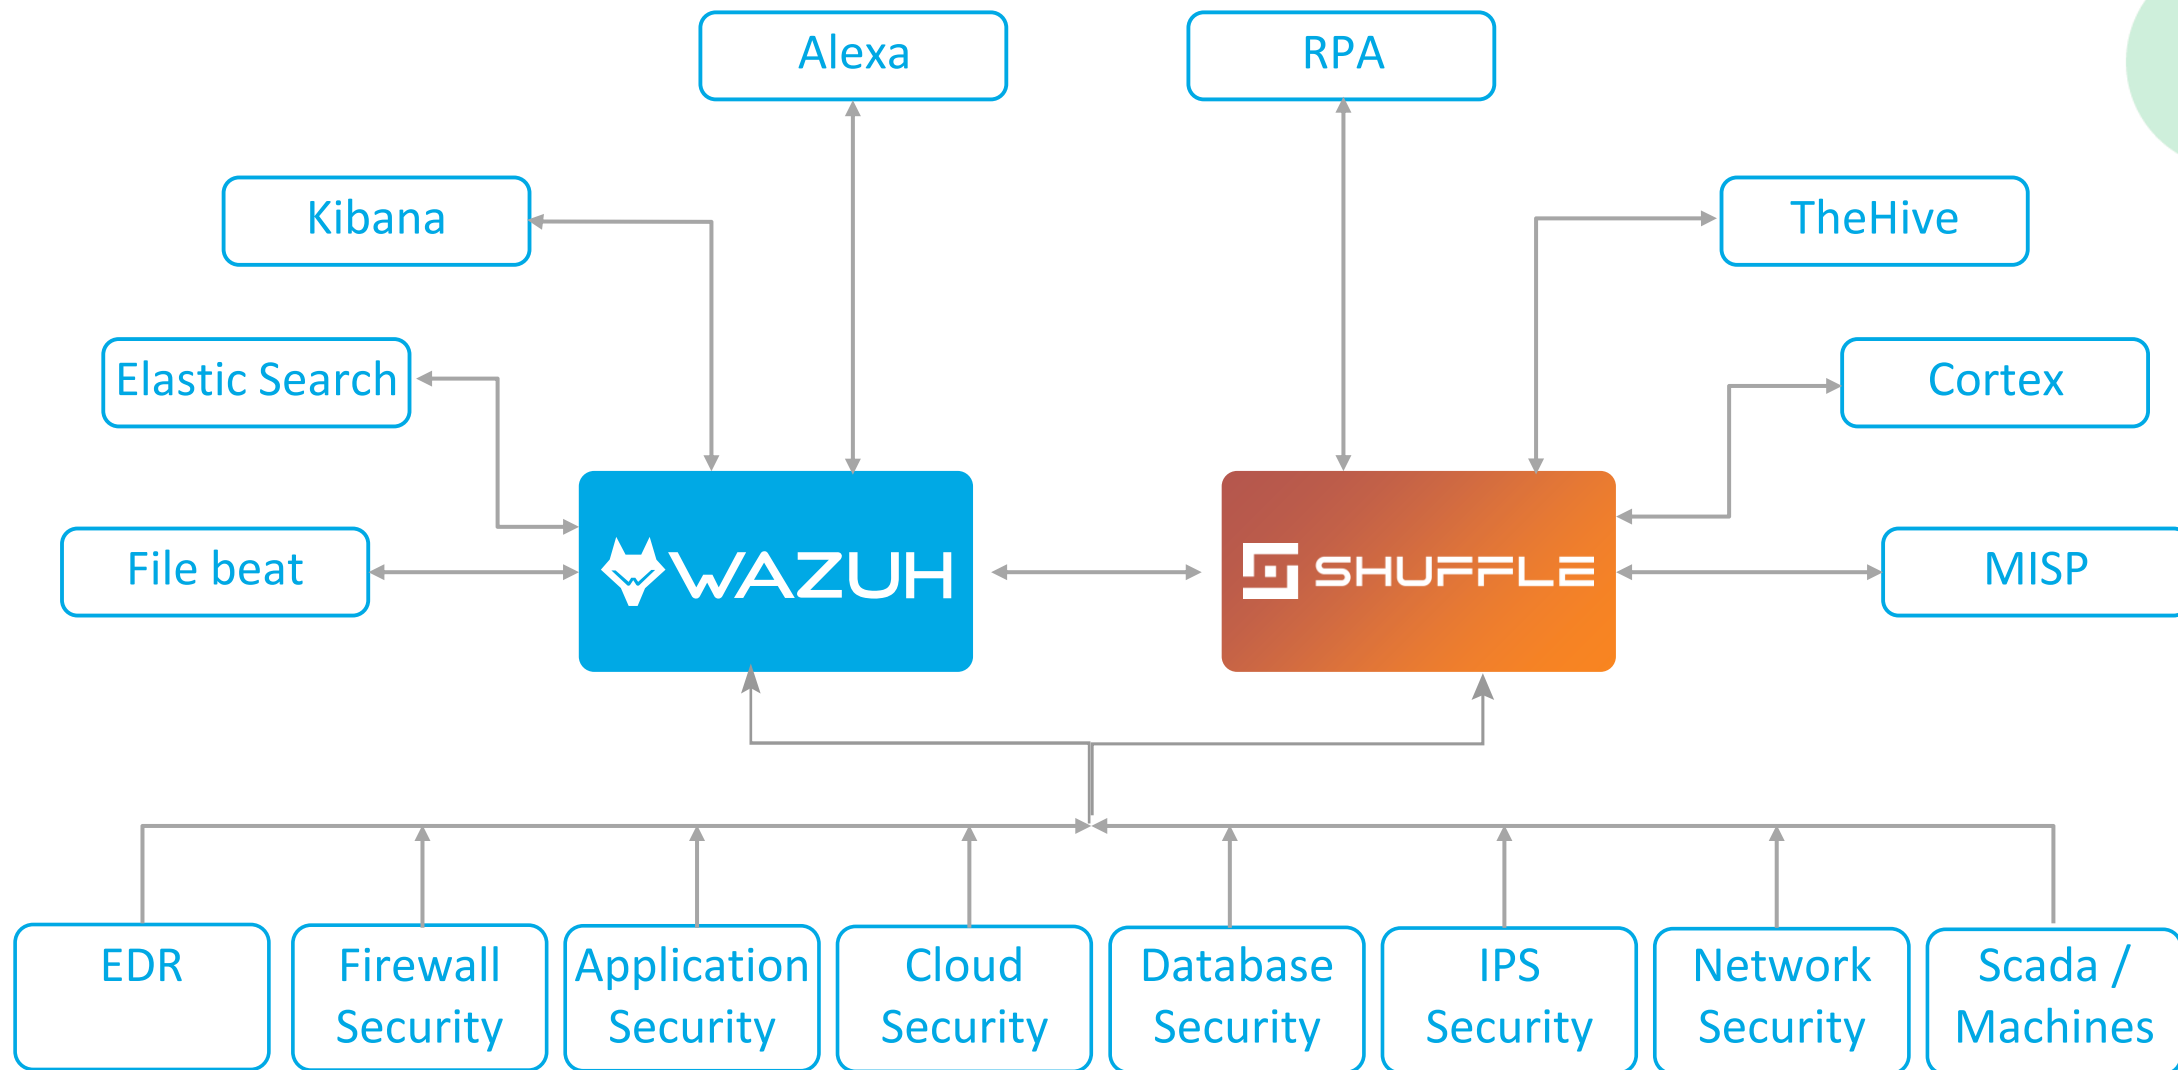 Alexa
RPA
Kibana
TheHive
Elastic Search
Cortex
File beat
WAZUH
SHUFFLE
MISP
EDR
Firewall
Security
Application
Security
Cloud
Security
Database
Security
IPS
Security
Network
Security
Scada /
Machines